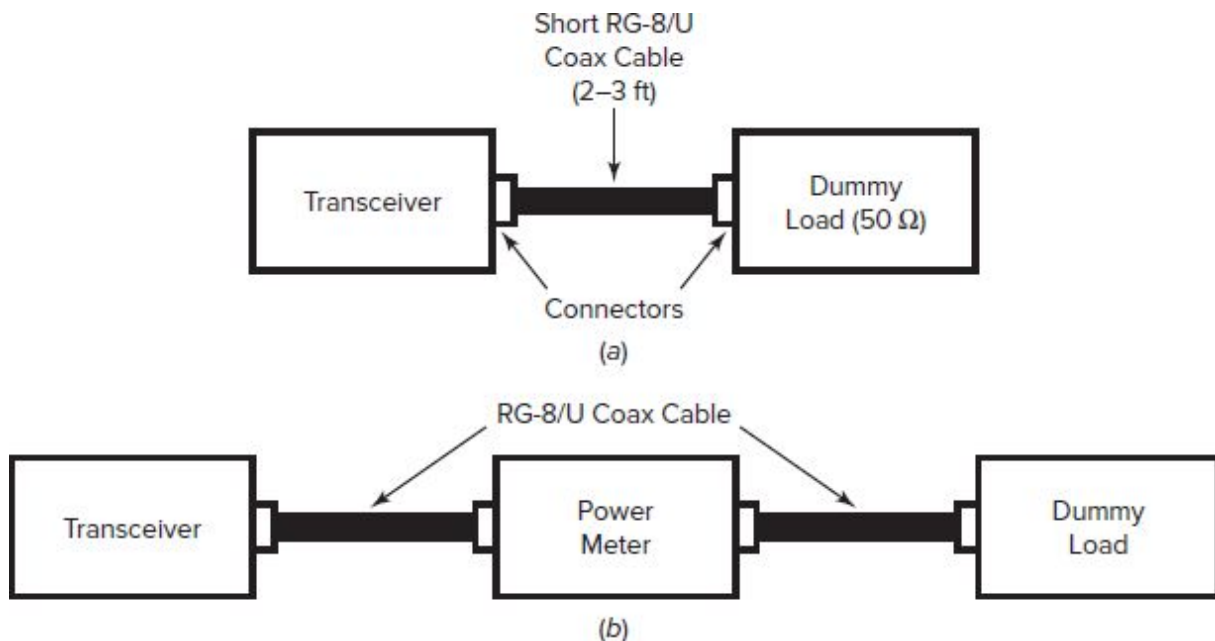 Short RG-8/U
Coax Cable
(2–3 ft)
Transceiver
Dummy
Load (50 Ω)
Connectors
(a)
RG-8/U Coax Cable
Transceiver
Power
Meter
Dummy
Load
(b)